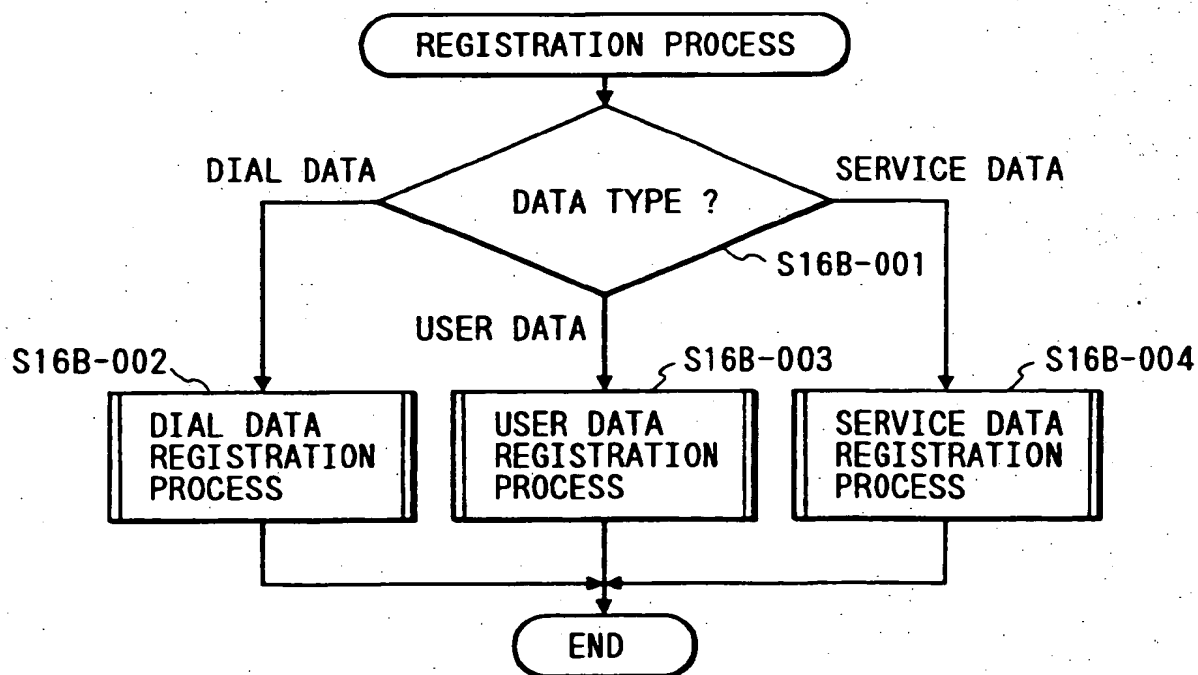 REGISTRATION PROCESS
DIAL DATA
SERVICE DATA
DATA TYPE ?
S16B-001
USER DATA
S16B-002
S16B-003
S16B-004
DIAL DATA
REGISTRATION
PROCESS
USER DATA
REGISTRATION
PROCESS
SERVICE DATA
REGISTRATION
PROCESS
END